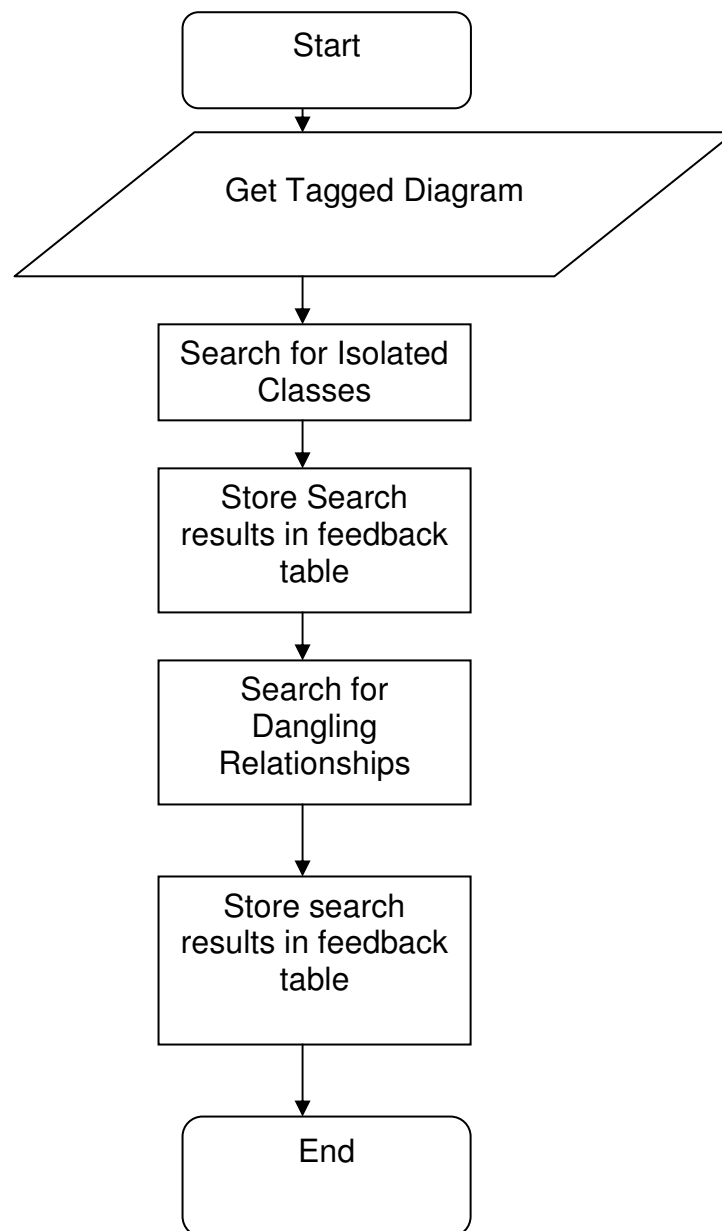 Start
Get Tagged Diagram
Search for Isolated
Classes
Store Search
results in feedback
table
Search for
Dangling
Relationships
Store search
results in feedback
table
End